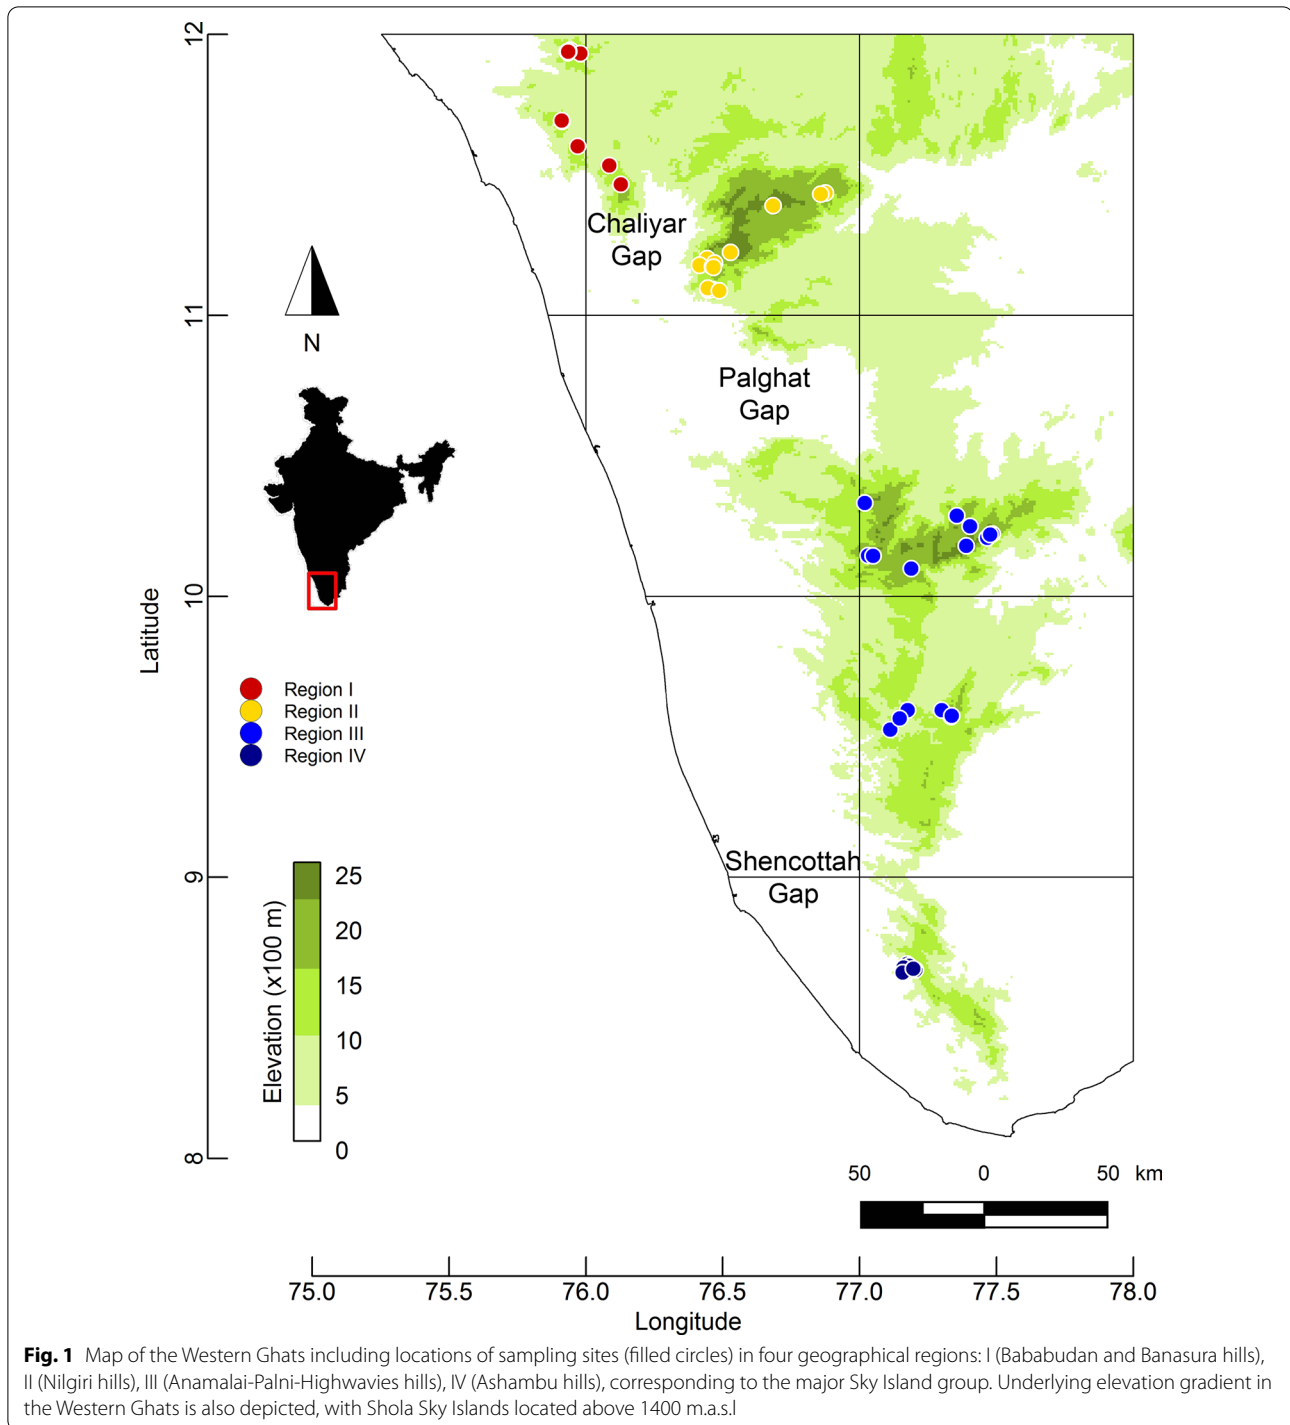 12
Chaliyar
Gap
11
N
Palghat
Gap
10
Latitude
Region I
Region II
Region III
Region IV
9
Shencottah
Gap
Elevation (x100 m)
25
20
15
10
5
0
8
50 0 50 km
75.0 75.5 76.0 76.5 77.0 77.5 78.0
Longitude
Fig. 1 Map of the Western Ghats including locations of sampling sites (filled circles) in four geographical regions: I (Bababudan and Banasura hills),
II (Nilgiri hills), III (Anamalai-Palni-Highwavies hills), IV (Ashambu hills), corresponding to the major Sky Island group. Underlying elevation gradient in
the Western Ghats is also depicted, with Shola Sky Islands located above 1400 m.a.s.l